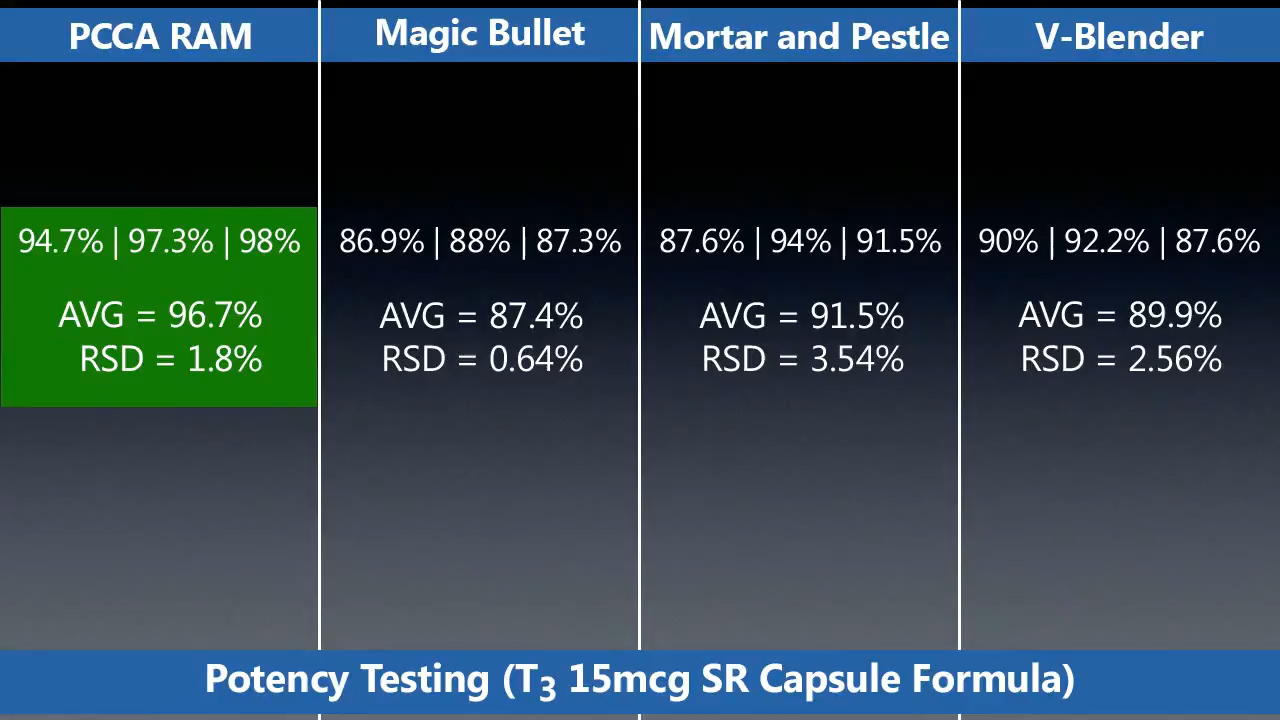 PCCA RAM
Magic Bullet
Mortar and Pestle
V-Blender
94.7% | 97.3% | 98%
AVG = 96.7%
RSD = 1.8%
86.9% | 88% | 87.3%
AVG = 87.4%
RSD = 0.64%
87.6% | 94% | 91.5%
AVG = 91.5%
RSD = 3.54%
90% | 92.2% | 87.6%
AVG = 89.9%
RSD = 2.56%
Potency Testing (T₃ 15mcg SR Capsule Formula)